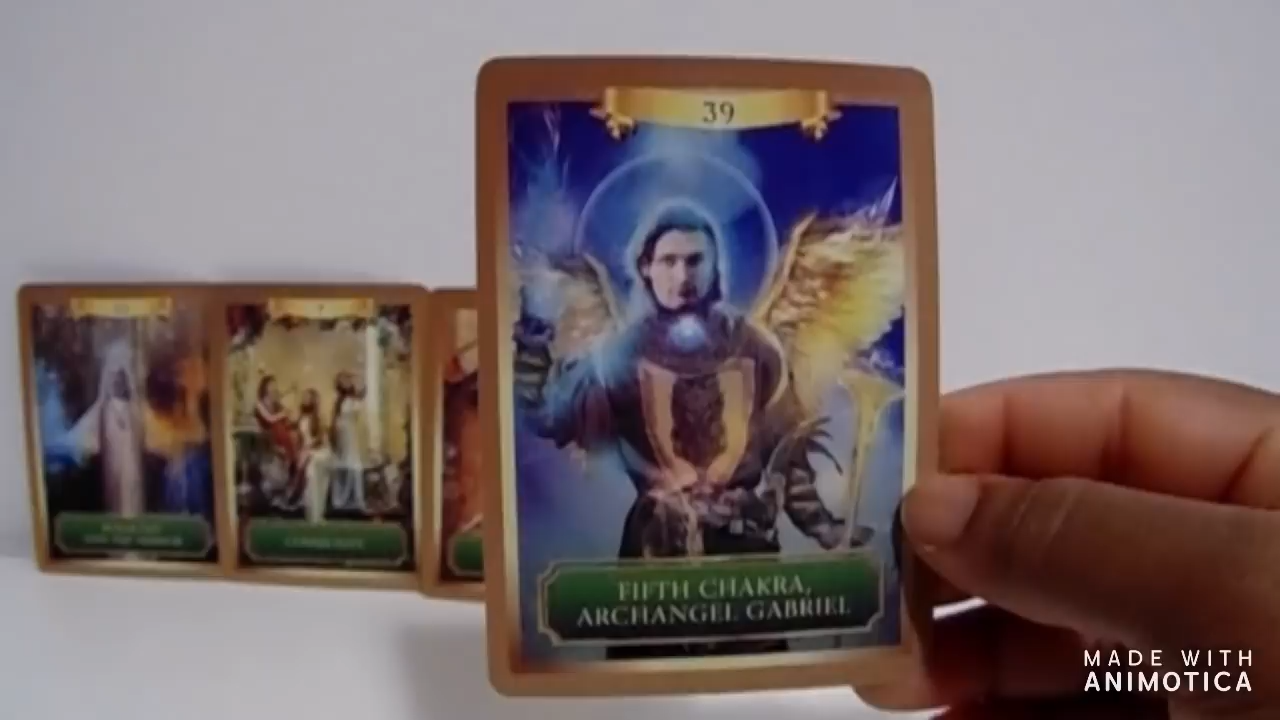 39
FIFTH CHAKRA,
ARCHANGEL GABRIEL
MADE WITH
ANIMOTICA